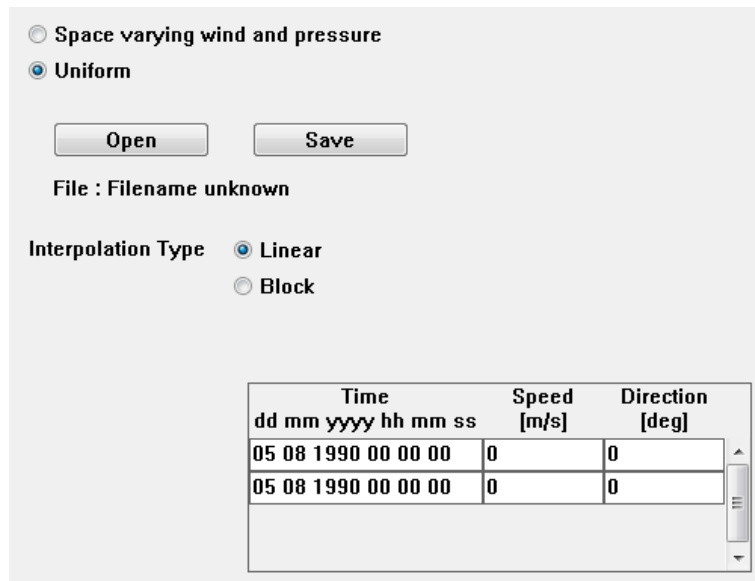 Space varying wind and pressure
Uniform
Open Save
File : Filename unknown
Interpolation Type Linear
Block
Time Speed Direction
dd mm yyyy hh mm ss [m/s] [deg]
05 08 1990 00 00 00 0 0
05 08 1990 00 00 00 0 0